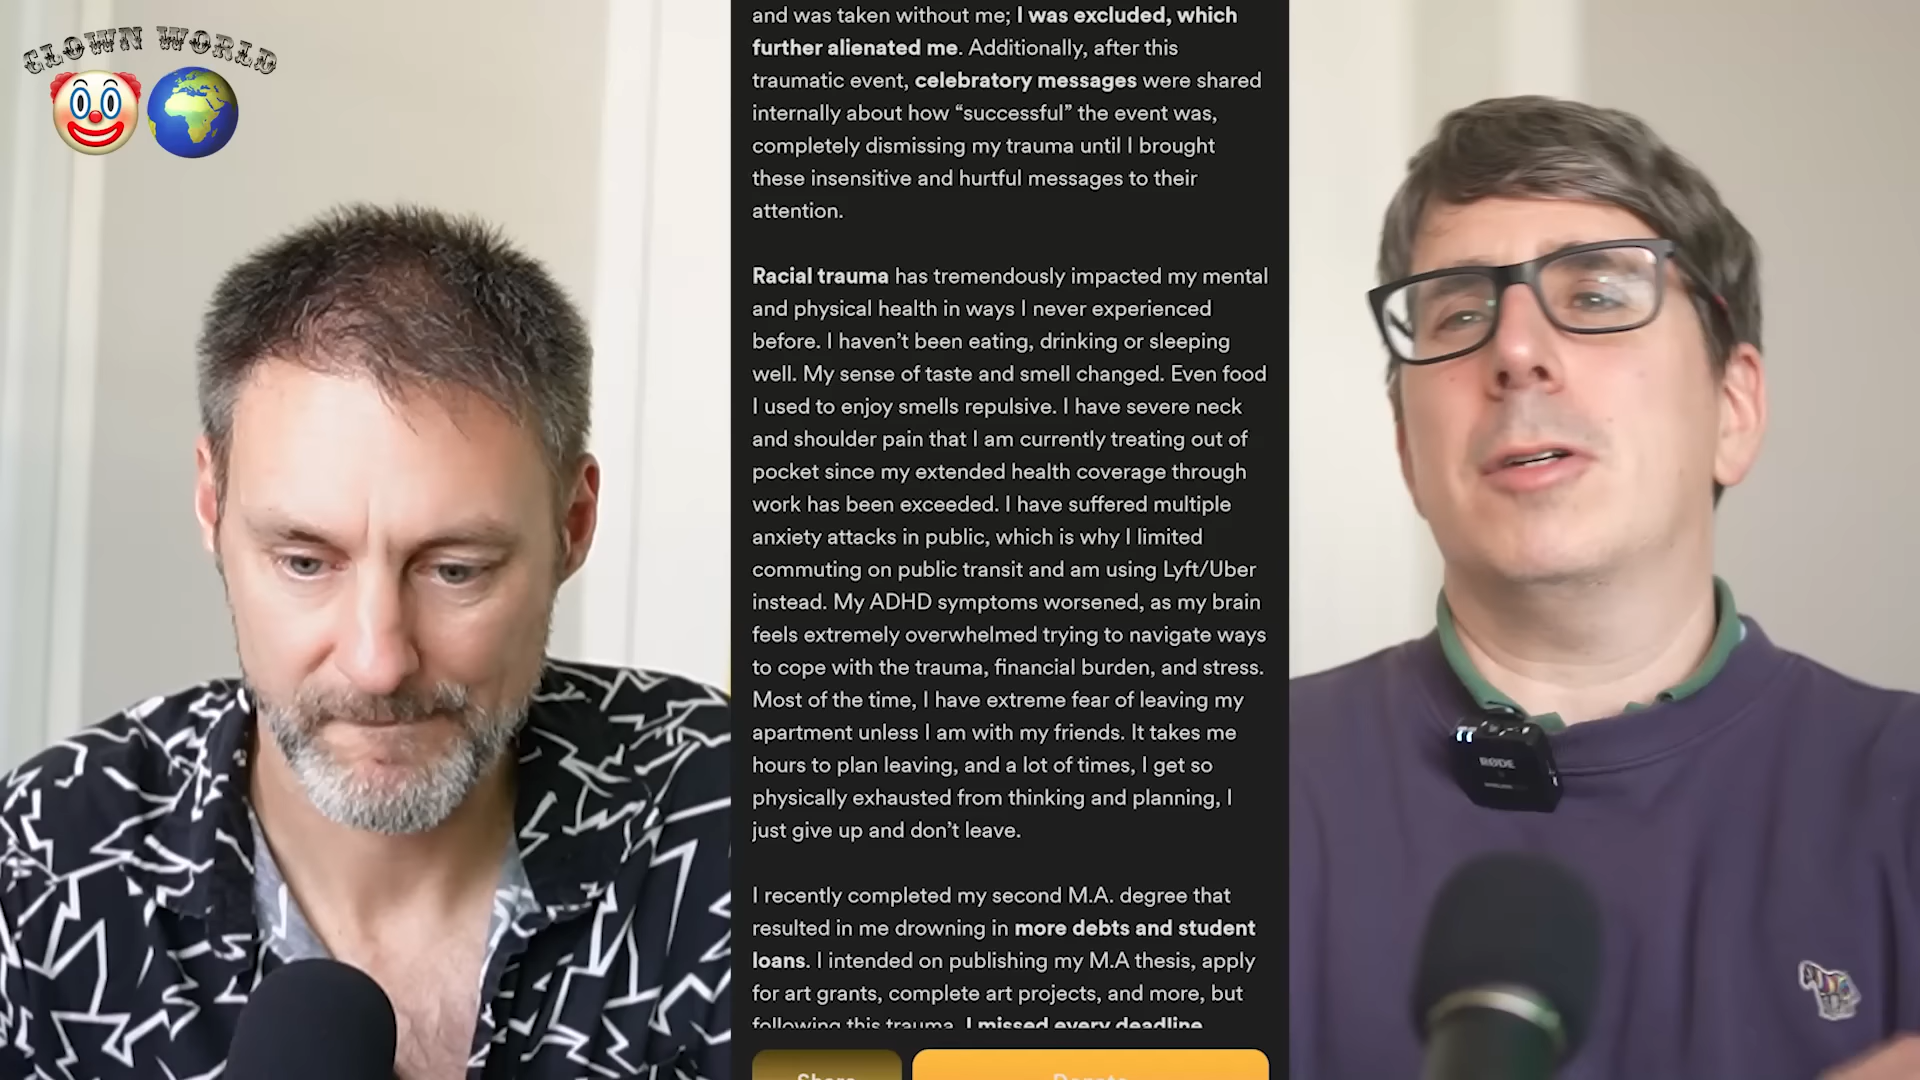 CLOWN WORLD
and was taken without me; I was excluded, which
further alienated me. Additionally, after this
traumatic event, celebratory messages were shared
internally about how “successful” the event was,
completely dismissing my trauma until I brought
these insensitive and hurtful messages to their
attention.
Racial trauma has tremendously impacted my mental
and physical health in ways I never experienced
before. I haven’t been eating, drinking or sleeping
well. My sense of taste and smell changed. Even food
I used to enjoy smells repulsive. I have severe neck
and shoulder pain that I am currently treating out of
pocket since my extended health coverage through
work has been exceeded. I have suffered multiple
anxiety attacks in public, which is why I limited
commuting on public transit and am using Lyft/Uber
instead. My ADHD symptoms worsened, as my brain
feels extremely overwhelmed trying to navigate ways
to cope with the trauma, financial burden, and stress.
Most of the time, I have extreme fear of leaving my
apartment unless I am with my friends. It takes me
hours to plan leaving, and a lot of times, I get so
physically exhausted from thinking and planning, I
just give up and don’t leave.
I recently completed my second M.A. degree that
resulted in me drowning in more debts and student
loans. I intended on publishing my M.A thesis, apply
for art grants, complete art projects, and more, but
following this trauma, I missed every deadline
Share
Donate
RØDE